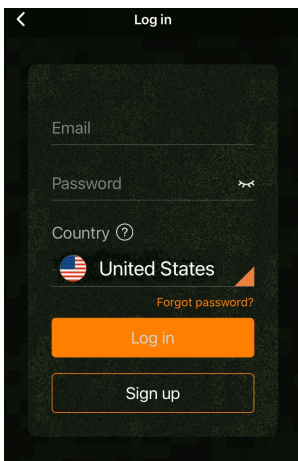 Log in
Email
Password
Country ?
United States
Forgot password?
Log in
Sign up